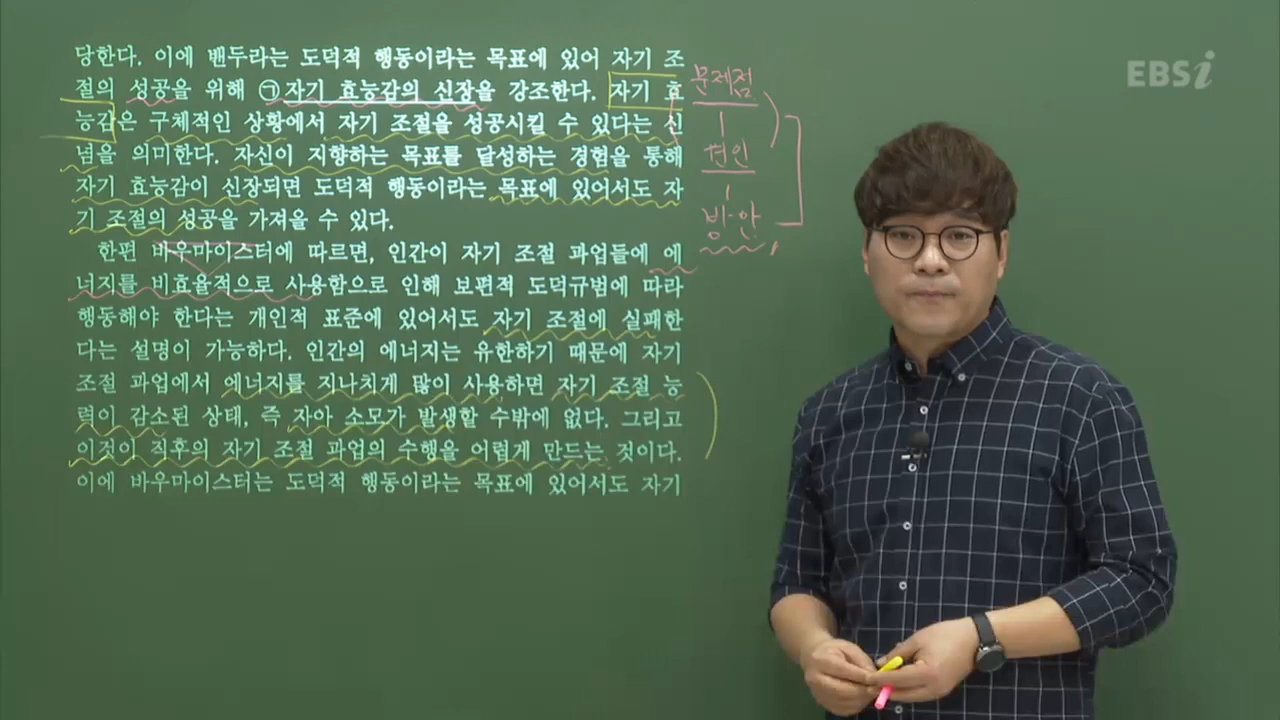 당한다. 이에 밴두라는 도덕적 행동이라는 목표에 있어 자기 조
절의 성공을 위해 ㉠자기 효능감의 신장을 강조한다. 자기 효
능감은 구체적인 상황에서 자기 조절을 성공시킬 수 있다는 신
념을 의미한다. 자신이 지향하는 목표를 달성하는 경험을 통해
자기 효능감이 신장되면 도덕적 행동이라는 목표에 있어서도 자
기 조절의 성공을 가져올 수 있다.
한편 바우마이스터에 따르면, 인간이 자기 조절 과업들에 에
너지를 비효율적으로 사용함으로 인해 보편적 도덕규범에 따라
행동해야 한다는 개인적 표준에 있어서도 자기 조절에 실패한
다는 설명이 가능하다. 인간의 에너지는 유한하기 때문에 자기
조절 과업에서 에너지를 지나치게 많이 사용하면 자기 조절 능
력이 감소된 상태, 즉 자아 소모가 발생할 수밖에 없다. 그리고
이것이 직후의 자기 조절 과업의 수행을 어렵게 만드는 것이다.
이에 바우마이스터는 도덕적 행동이라는 목표에 있어서도 자기
문제점
원인
방안
EBSi